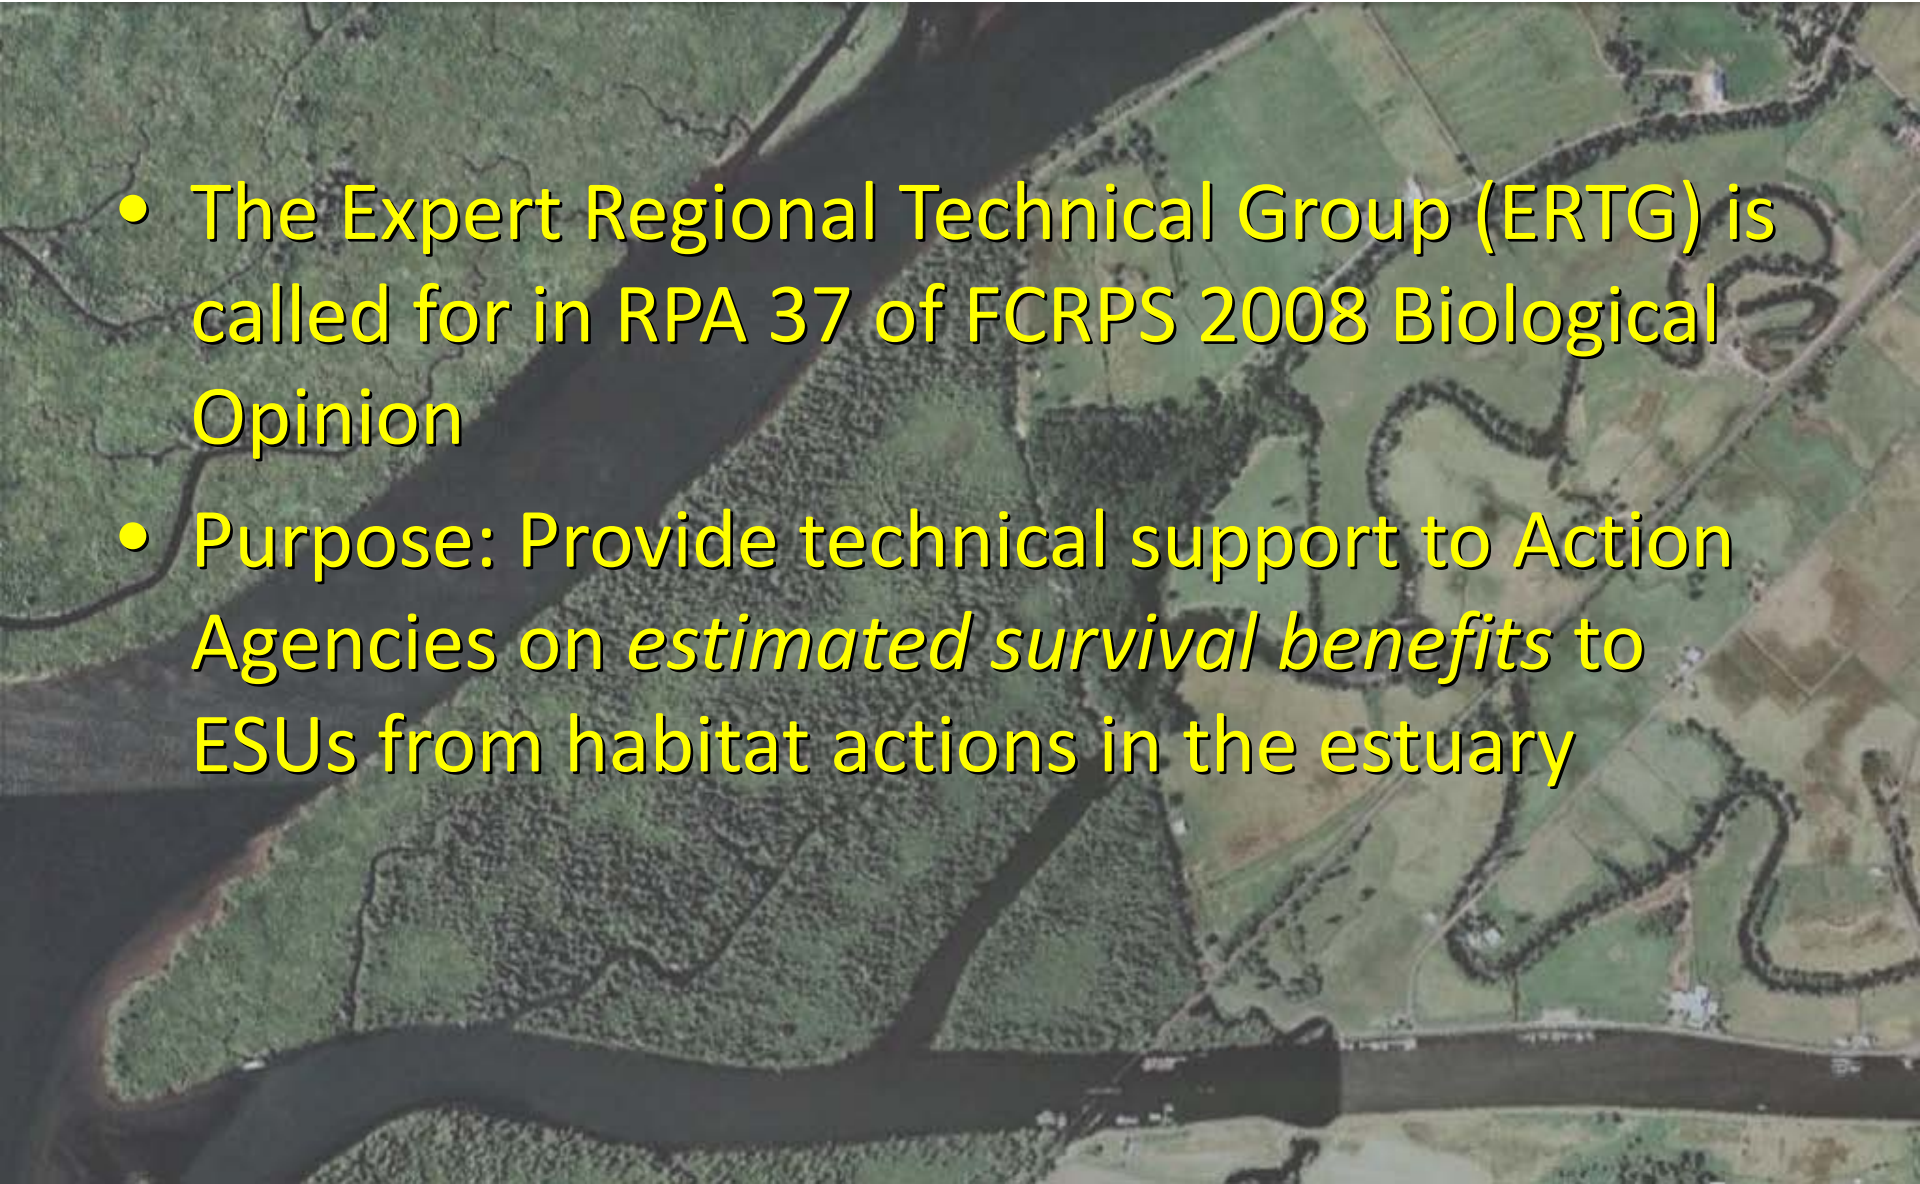 • The Expert Regional Technical Group (ERTG) is
called for in RPA 37 of FCRPS 2008 Biological
Opinion
• Purpose: Provide technical support to Action
Agencies on estimated survival benefits to
ESUs from habitat actions in the estuary